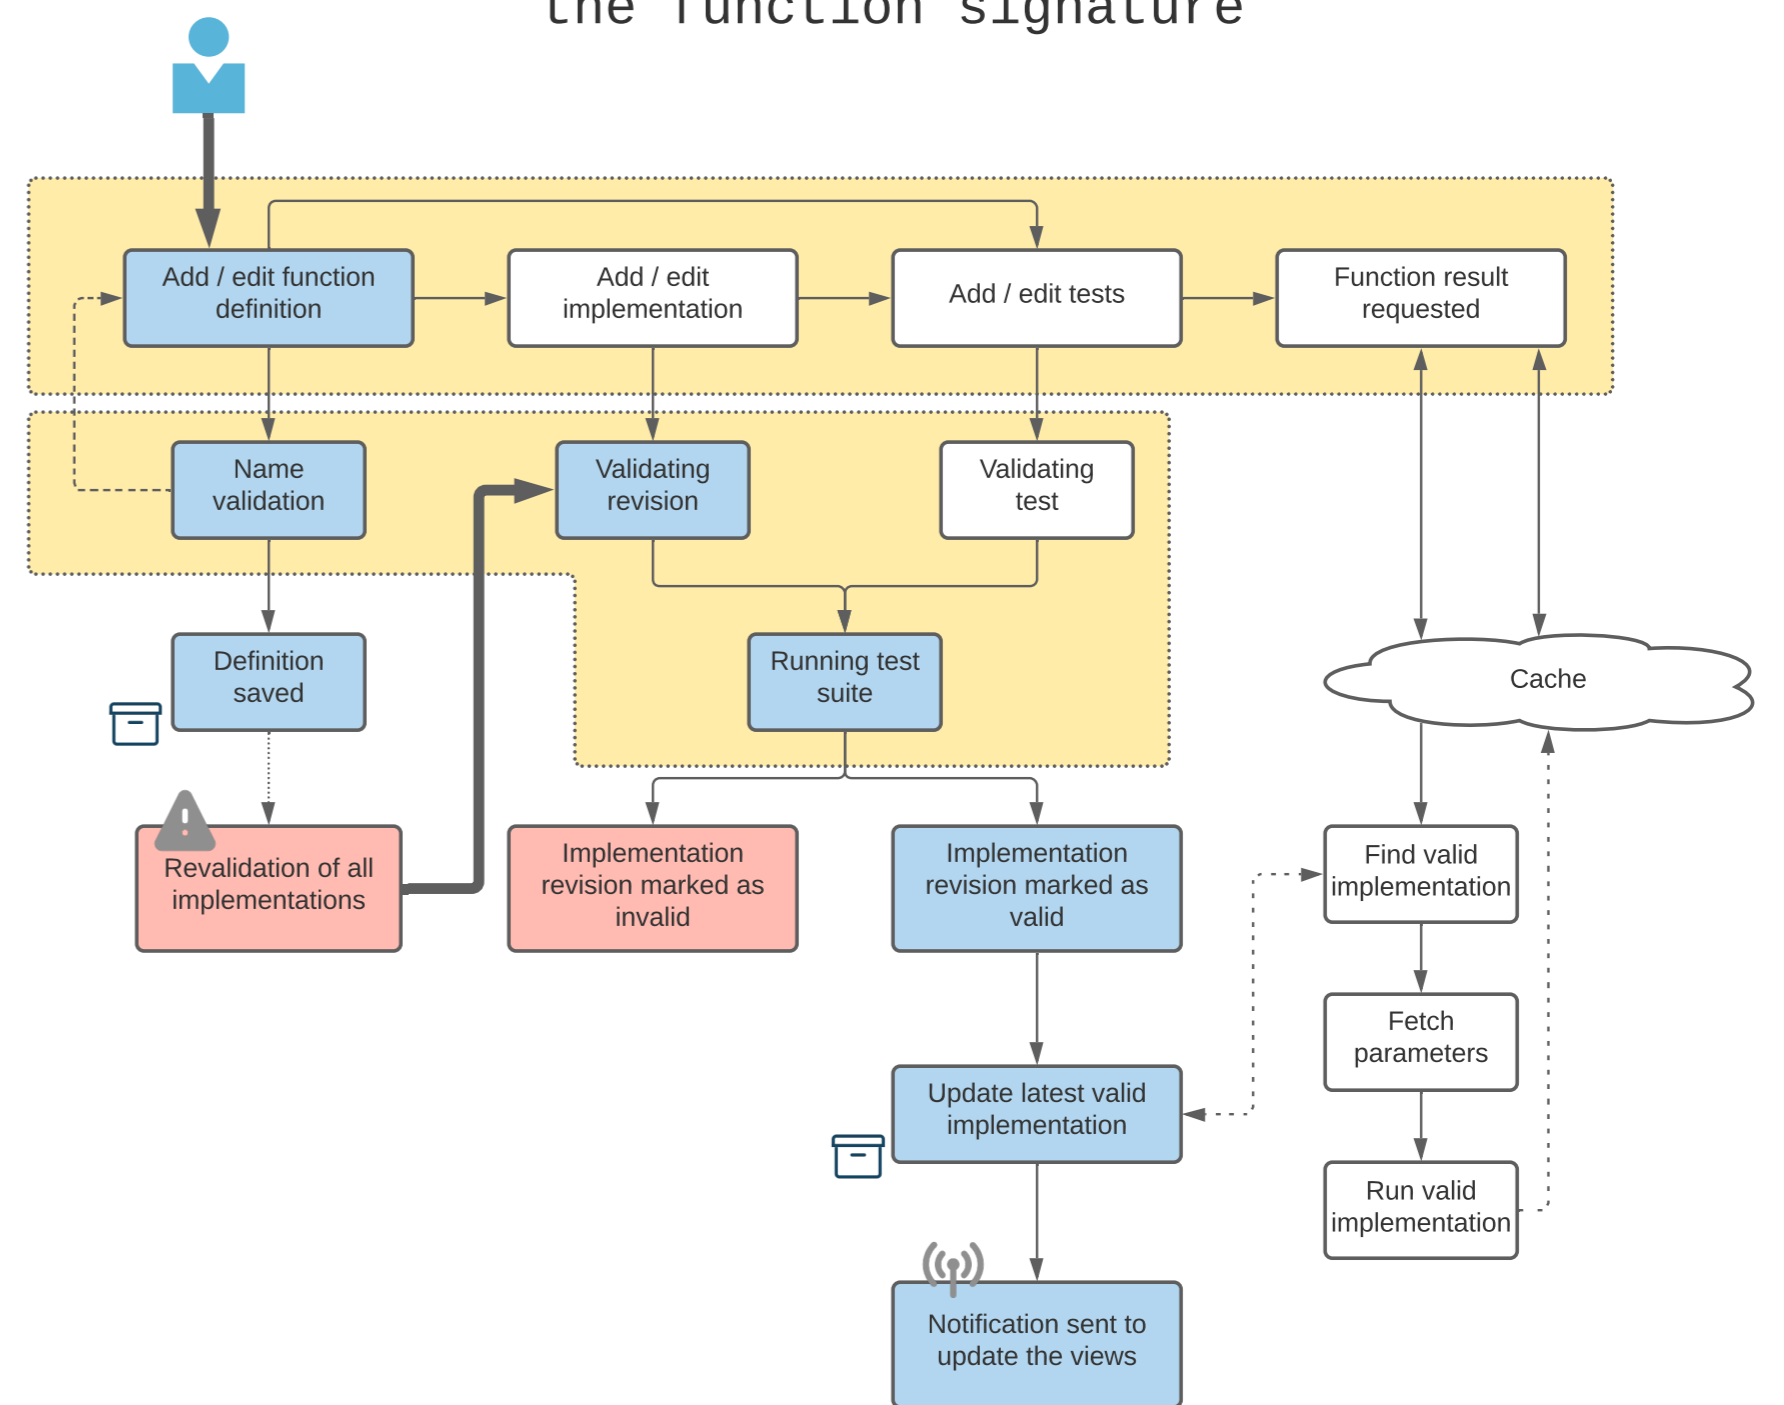 the function signature
Add / edit function
definition
Add / edit
implementation
Add / edit tests
Function result
requested
Name
validation
Validating
revision
Validating
test
Definition
saved
Running test
suite
Cache
Revalidation of all
implementations
Implementation
revision marked as
invalid
Implementation
revision marked as
valid
Find valid
implementation
Fetch
parameters
Update latest valid
implementation
Run valid
implementation
Notification sent to
update the views